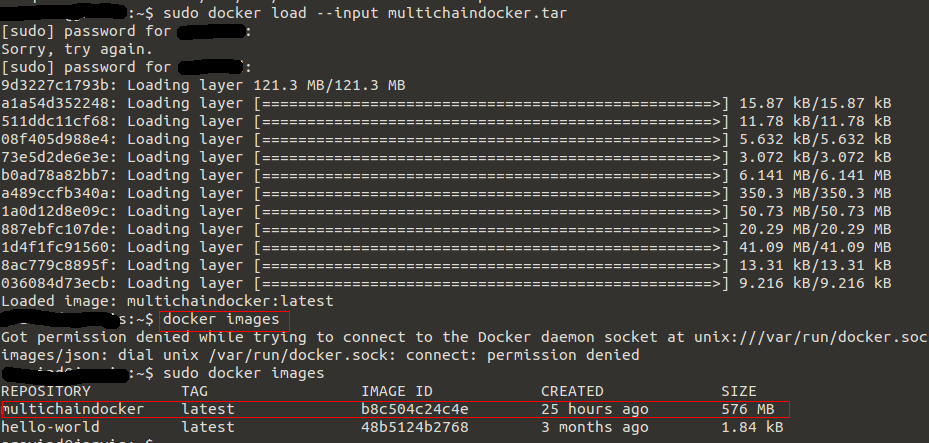 :~$ sudo docker load --input multichaindocker.tar
[sudo] password for :
Sorry, try again.
[sudo] password for :
9d3227c1793b: Loading layer 121.3 MB/121.3 MB
a1a54d352248: Loading layer [==================================================>] 15.87 kB/15.87 kB
511ddc11cf68: Loading layer [==================================================>] 11.78 kB/11.78 kB
08f405d988e4: Loading layer [==================================================>] 5.632 kB/5.632 kB
73e5d2de6e3e: Loading layer [==================================================>] 3.072 kB/3.072 kB
b0ad78a82bb7: Loading layer [==================================================>] 6.141 MB/6.141 MB
a489ccfb340a: Loading layer [==================================================>] 350.3 MB/350.3 MB
1a0d12d8e09c: Loading layer [==================================================>] 50.73 MB/50.73 MB
887ebfc107de: Loading layer [==================================================>] 20.29 MB/20.29 MB
1d4f1fc91560: Loading layer [==================================================>] 41.09 MB/41.09 MB
8ac779c8895f: Loading layer [==================================================>] 13.31 kB/13.31 kB
036084d73ecb: Loading layer [==================================================>] 9.216 kB/9.216 kB
Loaded image: multichaindocker:latest
s:~$ docker images
Got permission denied while trying to connect to the Docker daemon socket at unix:///var/run/docker.soc
images/json: dial unix /var/run/docker.sock: connect: permission denied
:~$ sudo docker images
REPOSITORY TAG IMAGE ID CREATED SIZE
multichaindocker latest b8c504c24c4e 25 hours ago 576 MB
hello-world latest 48b5124b2768 3 months ago 1.84 kB